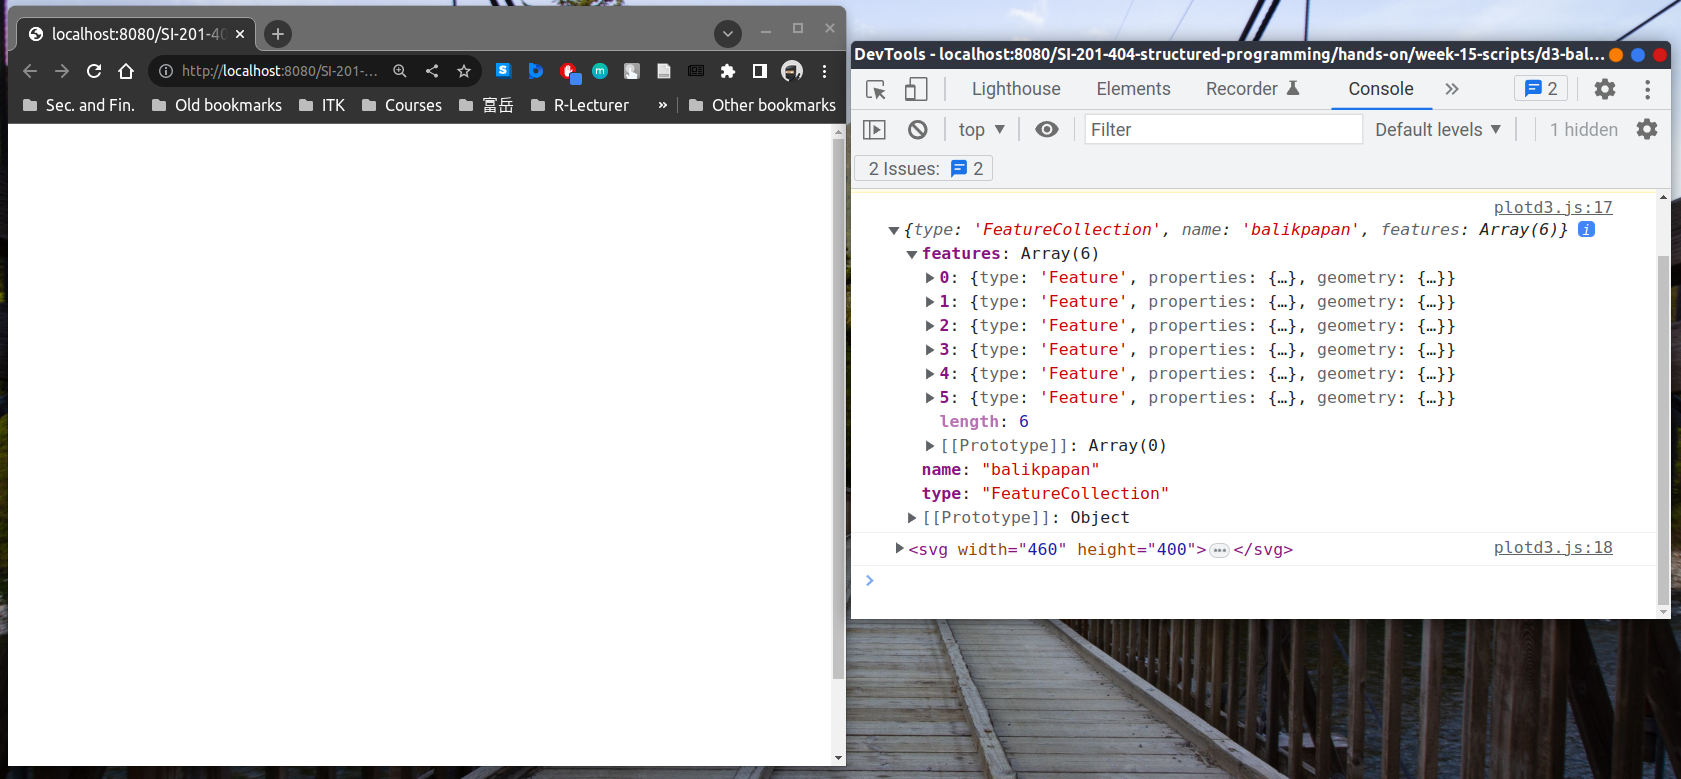 localhost:8080/SI-201-40
http://localhost:8080/SI-201-...
Sec. and Fin.
Old bookmarks
ITK
Courses
富岳
R-Lecturer
»
Other bookmarks
DevTools - localhost:8080/SI-201-404-structured-programming/hands-on/week-15-scripts/d3-bal...
Lighthouse
Elements
Recorder
Console
2
top
Filter
Default levels
1 hidden
2 Issues:
2
plotd3.js:17
{type: 'FeatureCollection', name: 'balikpapan', features: Array(6)} i
features: Array(6)
0: {type: 'Feature', properties: {…}, geometry: {…}}
1: {type: 'Feature', properties: {…}, geometry: {…}}
2: {type: 'Feature', properties: {…}, geometry: {…}}
3: {type: 'Feature', properties: {…}, geometry: {…}}
4: {type: 'Feature', properties: {…}, geometry: {…}}
5: {type: 'Feature', properties: {…}, geometry: {…}}
length: 6
[[Prototype]]: Array(0)
name: "balikpapan"
type: "FeatureCollection"
[[Prototype]]: Object
<svg width="460" height="400">…</svg>
plotd3.js:18